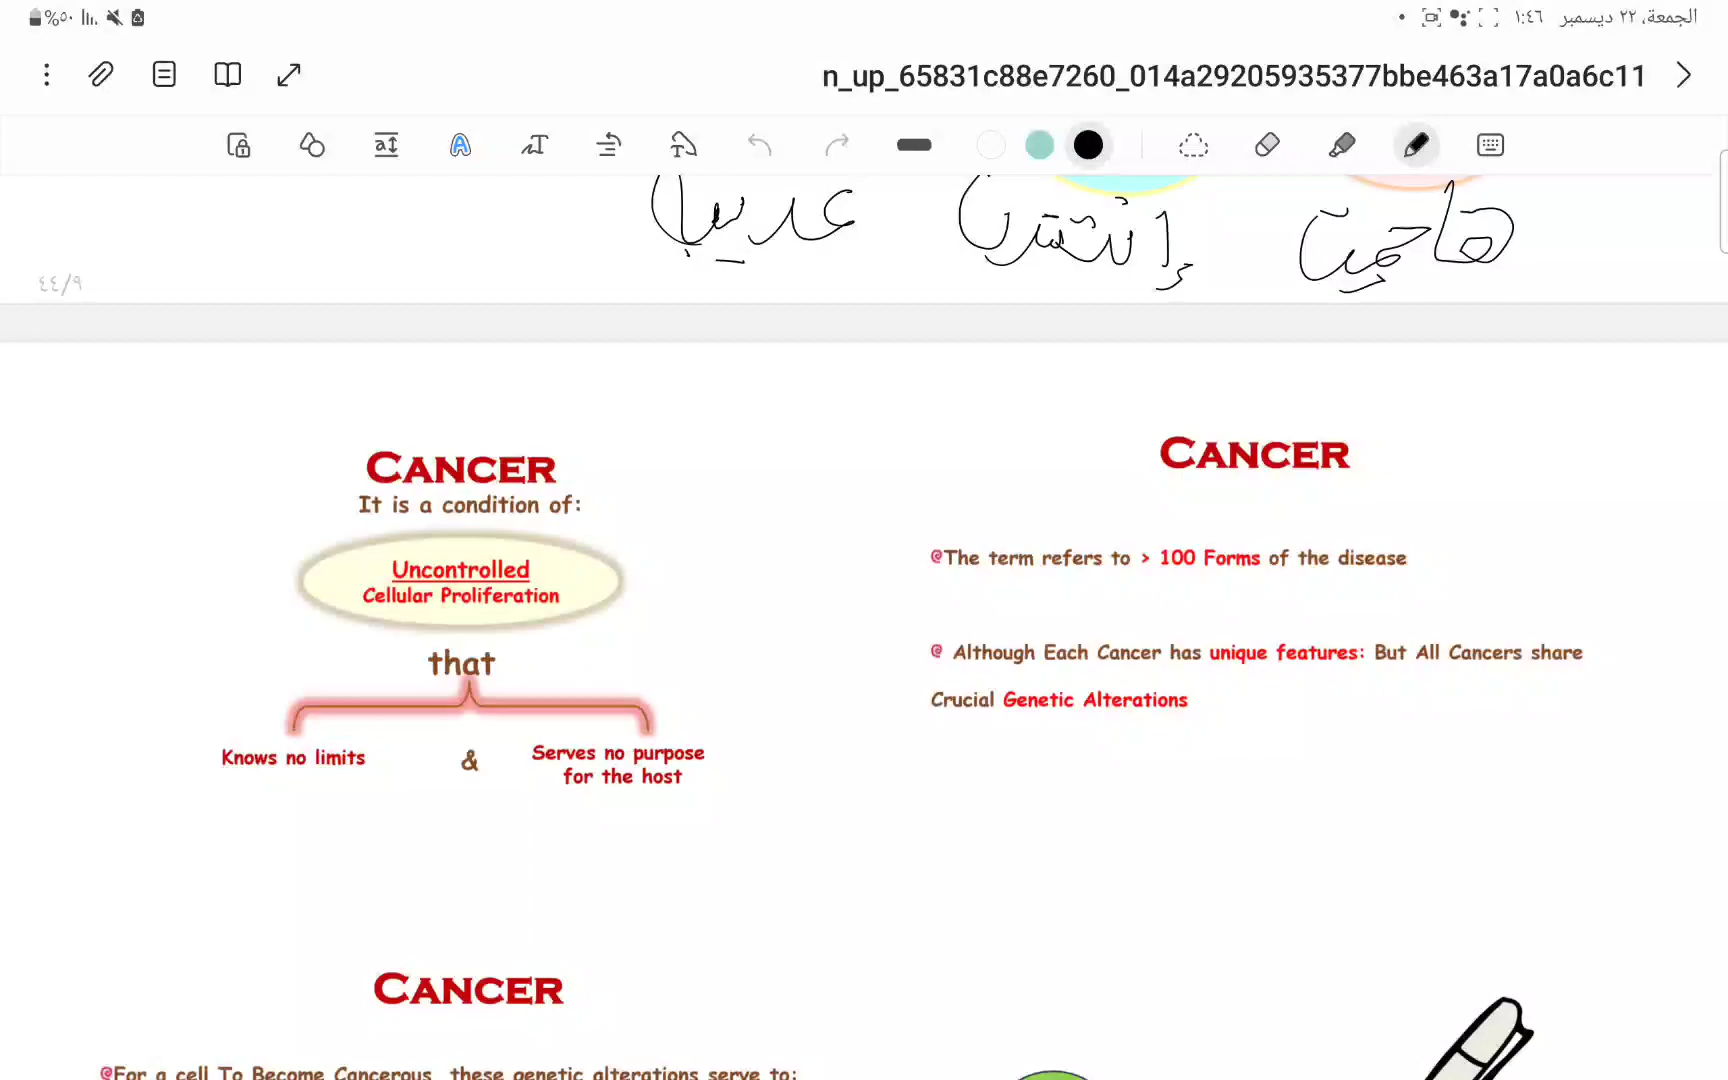 %٥٠
الجمعة، ٢٢ ديسمبر ١:٤٦
n_up_65831c88e7260_014a29205935377bbe463a17a0a6c11
٤٤/٩
CANCER
It is a condition of:
Uncontrolled
Cellular Proliferation
that
Knows no limits
&
Serves no purpose
for the host
CANCER
The term refers to > 100 Forms of the disease
Although Each Cancer has unique features: But All Cancers share
Crucial Genetic Alterations
CANCER
For a cell To Become Cancerous these genetic alterations serve to: